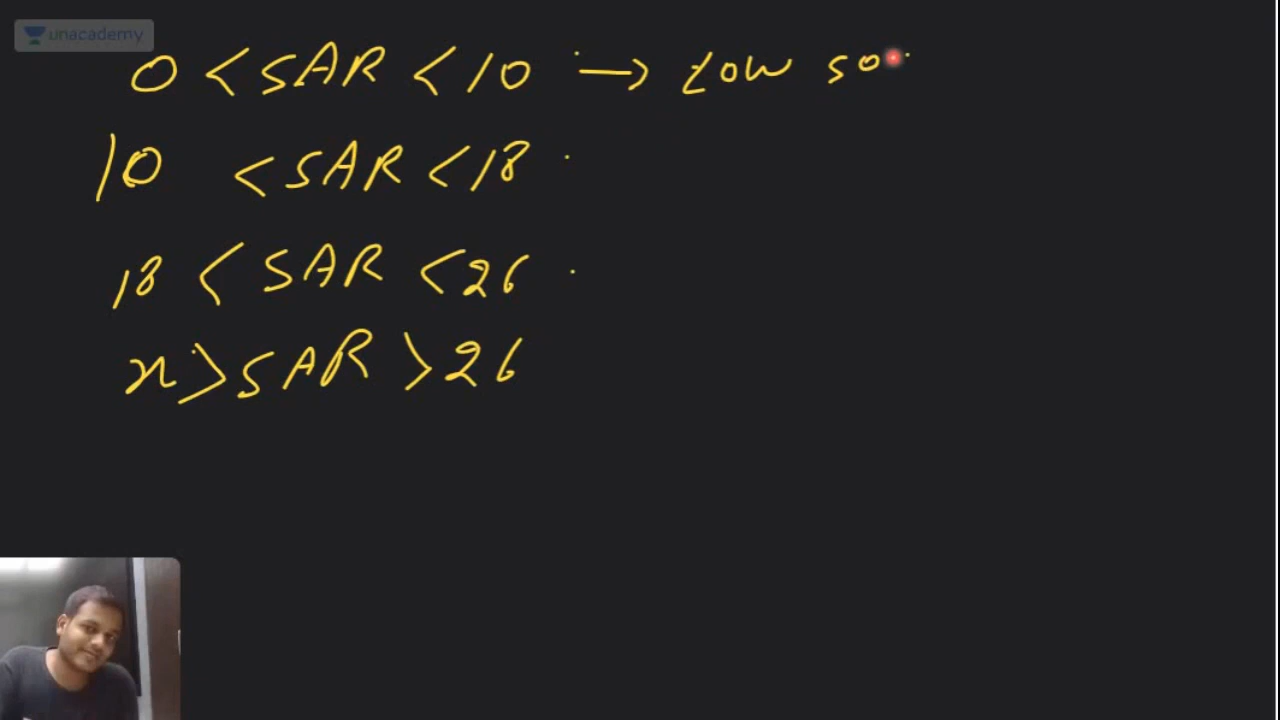 unacademy
0 < SAR < 10 → Low so
10 < SAR < 18
18 < SAR < 26
x > SAR > 26